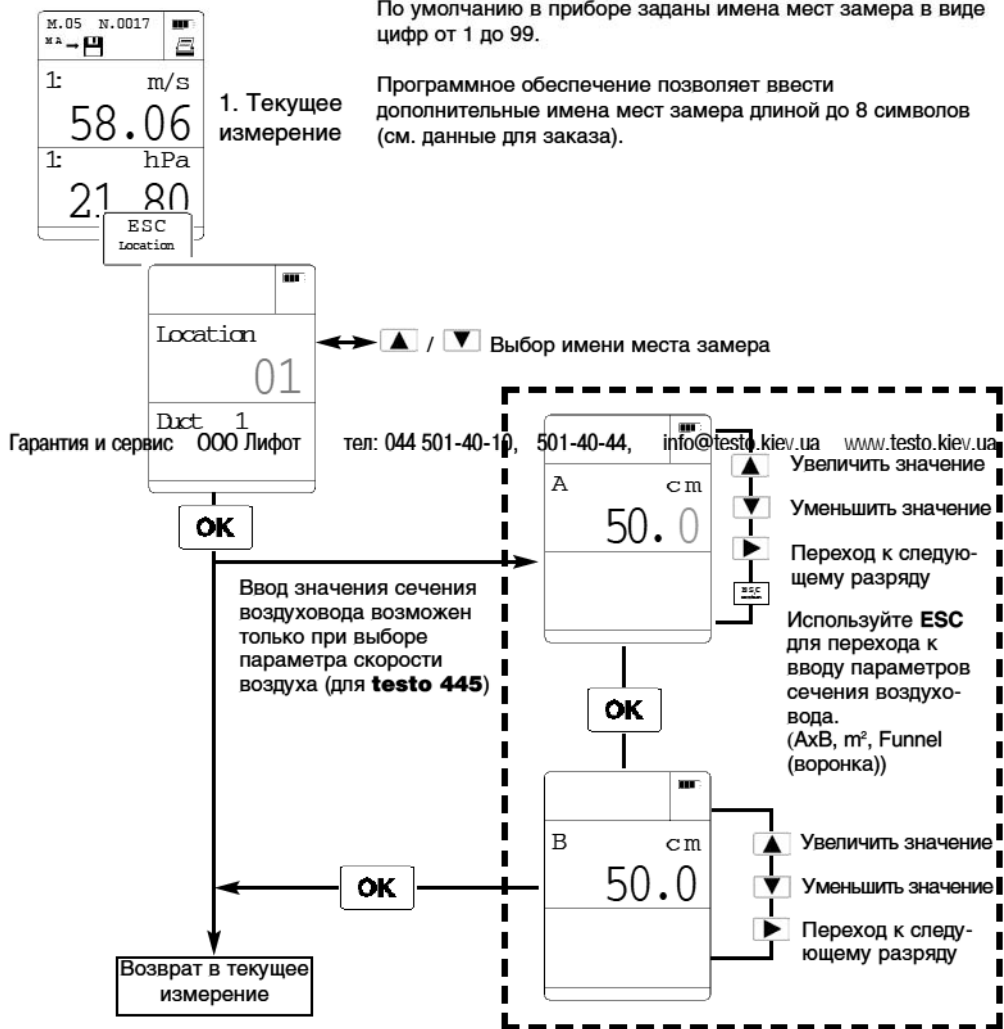 По умолчанию в приборе заданы имена мест замера в виде
цифр от 1 до 99.
Программное обеспечение позволяет ввести
дополнительные имена мест замера длиной до 8 символов
(см. данные для заказа).
M.05 N.0017
MA →
1: m/s
58.06
1: hPa
21 80
1. Текущее
измерение
ESC
Location
Location
01
Duct 1
▲ / ▼ Выбор имени места замера
Гарантия и сервис ООО Лифот тел: 044 501-40-10, 501-40-44, info@testo.kiev.ua www.testo.kiev.ua
OK
Ввод значения сечения
воздуховода возможен
только при выборе
параметра скорости
воздуха (для testo 445)
A cm
50.0
▲ Увеличить значение
▼ Уменьшить значение
▶ Переход к следую-
щему разряду
ESC
Используйте ESC
для перехода к
вводу параметров
сечения воздухо-
вода.
(AxB, m², Funnel
(воронка))
OK
B cm
50.0
▲ Увеличить значение
▼ Уменьшить значение
▶ Переход к следу-
ющему разряду
OK
Возврат в текущее
измерение